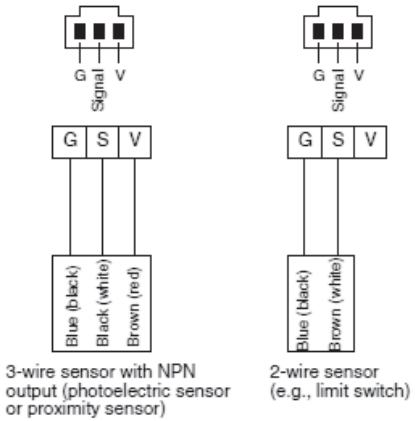 G Signal V
G S V
Blue (black)
Black (white)
Brown (red)
3-wire sensor with NPN
output (photoelectric sensor
or proximity sensor)
G Signal V
G S V
Blue (black)
Brown (white)
2-wire sensor
(e.g., limit switch)